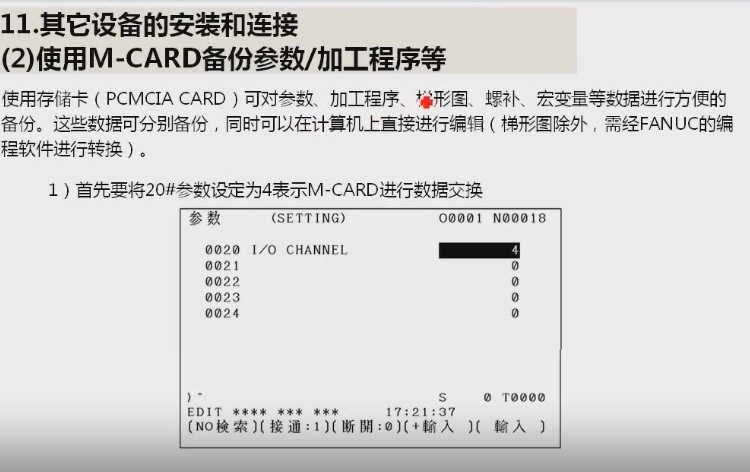 11.其它设备的安装和连接
(2)使用M-CARD备份参数/加工程序等
使用存储卡（PCMCIA CARD）可对参数、加工程序、梯形图、螺补、宏变量等数据进行方便的
备份。这些数据可分别备份，同时可以在计算机上直接进行编辑（梯形图除外，需经FANUC的编
程软件进行转换）。
1）首先要将20#参数设定为4表示M-CARD进行数据交换
参数 (SETTING) O0001 N00018
0020 I/O CHANNEL 4
0021 0
0022 0
0023 0
0024 0
)^
S 0 T0000
EDIT **** *** *** 17:21:37
(NO検索)(接通:1)(断開:0)(+輸入 )( 輸入 )